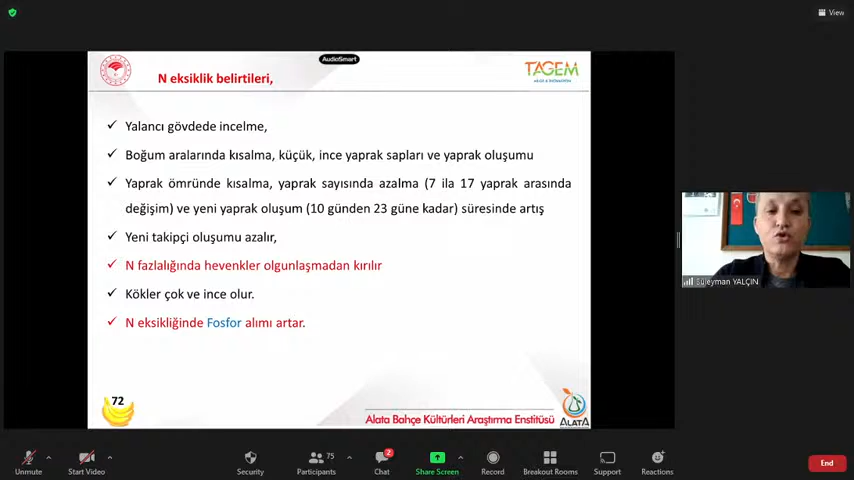 View
AudioSmart
N eksiklik belirtileri,
TAGEM
Yalancı gövdede incelme,
Boğum aralarında kısalma, küçük, ince yaprak sapları ve yaprak oluşumu
Yaprak ömründe kısalma, yaprak sayısında azalma (7 ila 17 yaprak arasında
değişim) ve yeni yaprak oluşum (10 günden 23 güne kadar) süresinde artış
Yeni takipçi oluşumu azalır,
N fazlalığında hevenkler olgunlaşmadan kırılır
Kökler çok ve ince olur.
N eksikliğinde Fosfor alımı artar.
Süleyman YALÇIN
72
Alata Bahçe Kültürleri Araştırma Enstitüsü
ALATA
Unmute
Start Video
Security
75
Participants
2
Chat
Share Screen
Record
Breakout Rooms
Support
Reactions
End